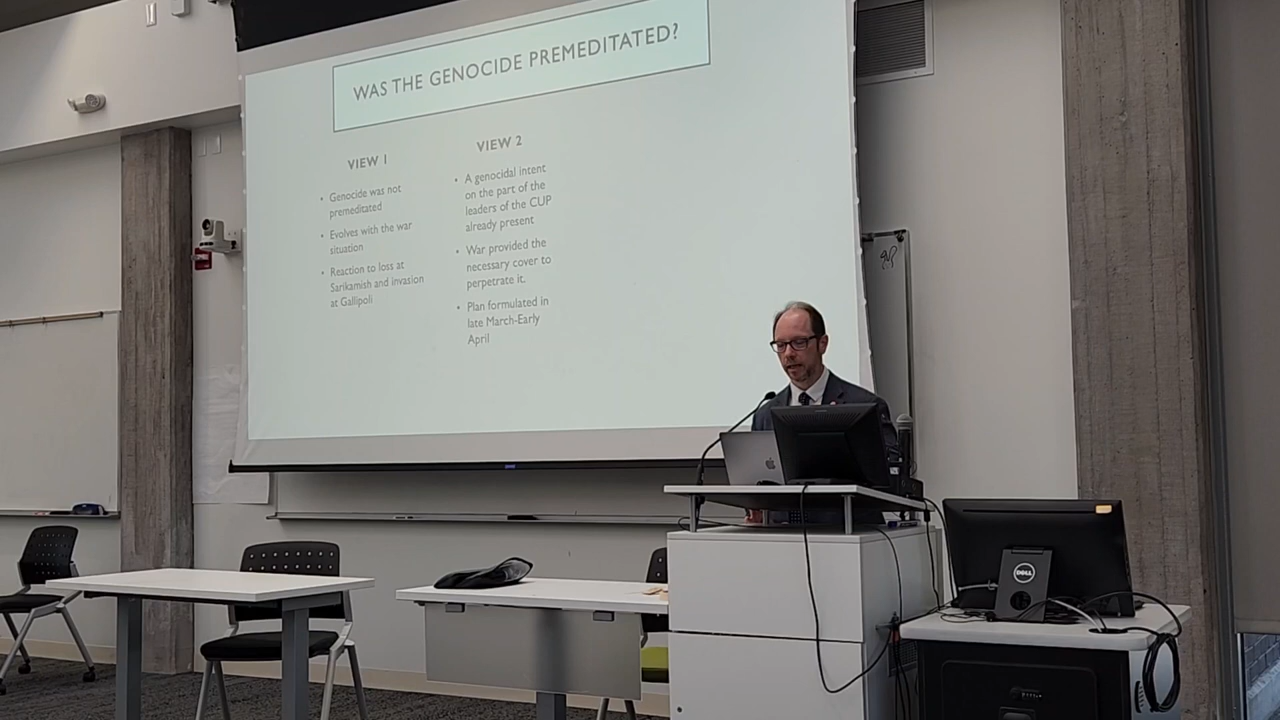 WAS THE GENOCIDE PREMEDITATED?
VIEW 1
• Genocide was not
premeditated
• Evolves with the war
situation
• Reaction to loss at
Sarikamish and invasion
at Gallipoli
VIEW 2
• A genocidal intent
on the part of the
leaders of the CUP
already present
• War provided the
necessary cover to
perpetrate it.
• Plan formulated in
late March-Early
April
DELL